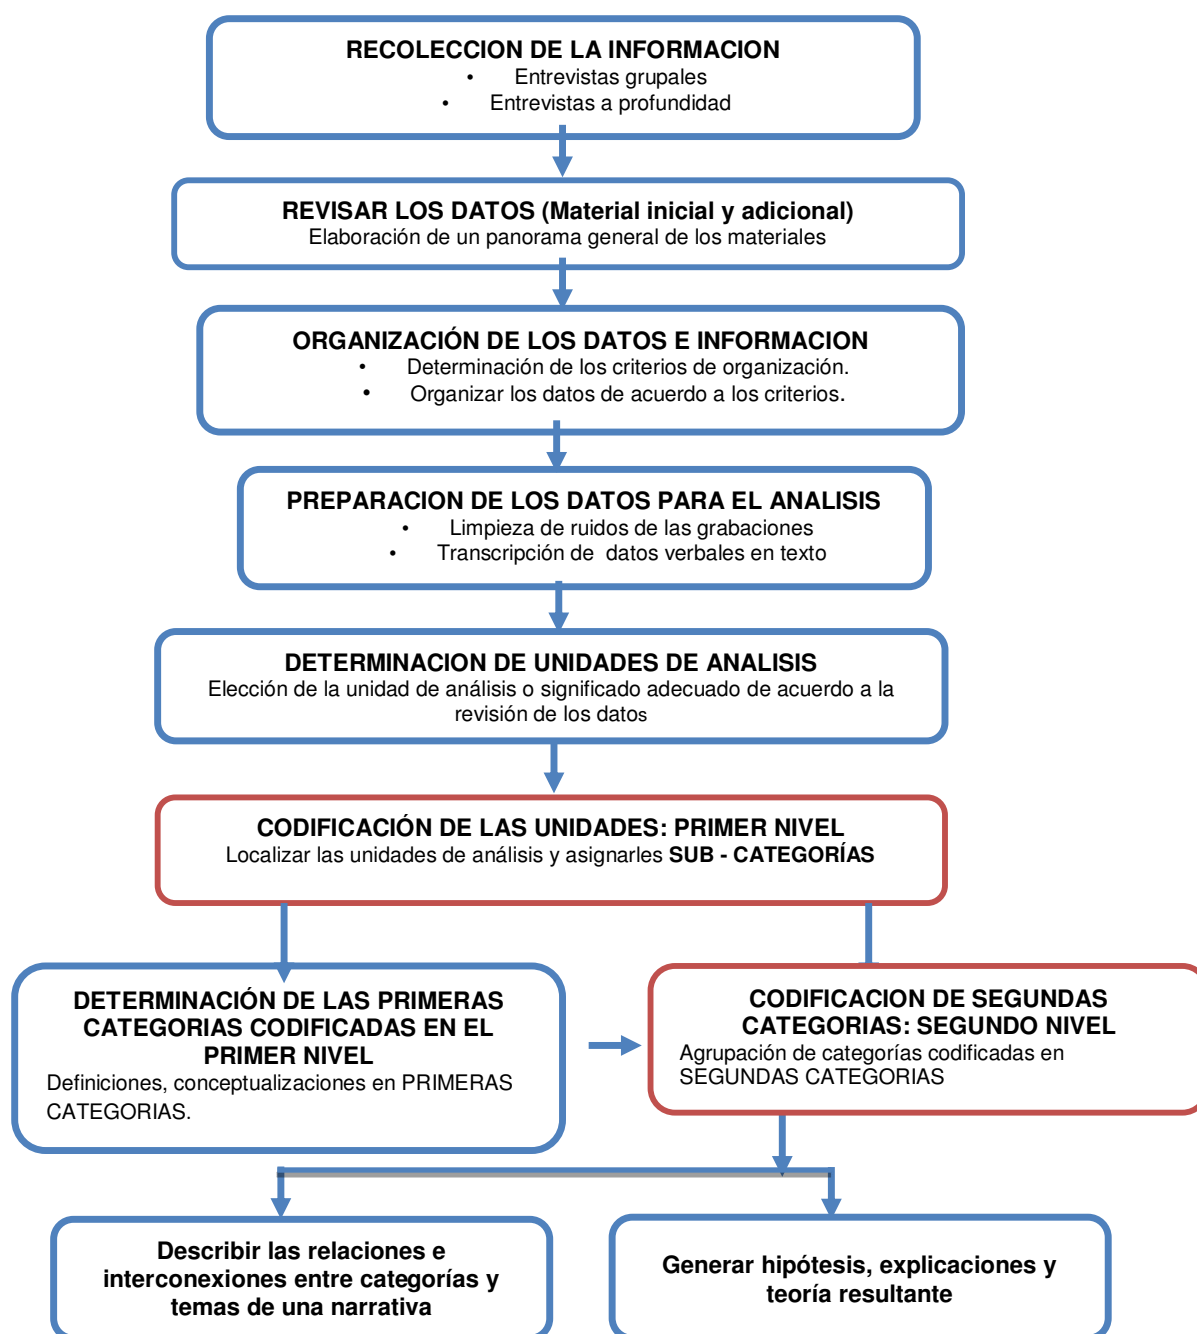 RECOLECCION DE LA INFORMACION
• Entrevistas grupales
• Entrevistas a profundidad
REVISAR LOS DATOS (Material inicial y adicional)
Elaboración de un panorama general de los materiales
ORGANIZACIÓN DE LOS DATOS E INFORMACION
• Determinación de los criterios de organización.
• Organizar los datos de acuerdo a los criterios.
PREPARACION DE LOS DATOS PARA EL ANALISIS
• Limpieza de ruidos de las grabaciones
• Transcripción de datos verbales en texto
DETERMINACION DE UNIDADES DE ANALISIS
Elección de la unidad de análisis o significado adecuado de acuerdo a la
revisión de los datos
CODIFICACIÓN DE LAS UNIDADES: PRIMER NIVEL
Localizar las unidades de análisis y asignarles SUB - CATEGORÍAS
DETERMINACIÓN DE LAS PRIMERAS
CATEGORIAS CODIFICADAS EN EL
PRIMER NIVEL
Definiciones, conceptualizaciones en PRIMERAS
CATEGORIAS.
CODIFICACION DE SEGUNDAS
CATEGORIAS: SEGUNDO NIVEL
Agrupación de categorías codificadas en
SEGUNDAS CATEGORIAS
Describir las relaciones e
interconexiones entre categorías y
temas de una narrativa
Generar hipótesis, explicaciones y
teoría resultante